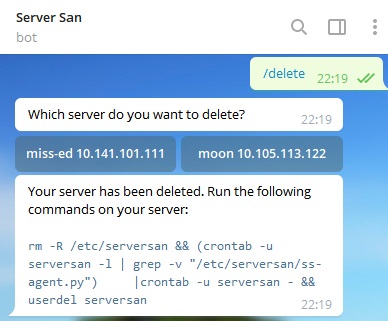 Server San
bot
/delete 22:19
Which server do you want to delete?
22:19
miss-ed 10.141.101.111
moon 10.105.113.122
Your server has been deleted. Run the following
commands on your server:
rm -R /etc/serversan && (crontab -u
serversan -l | grep -v "/etc/serversan/ss-
agent.py") |crontab -u serversan - &&
userdel serversan
22:19